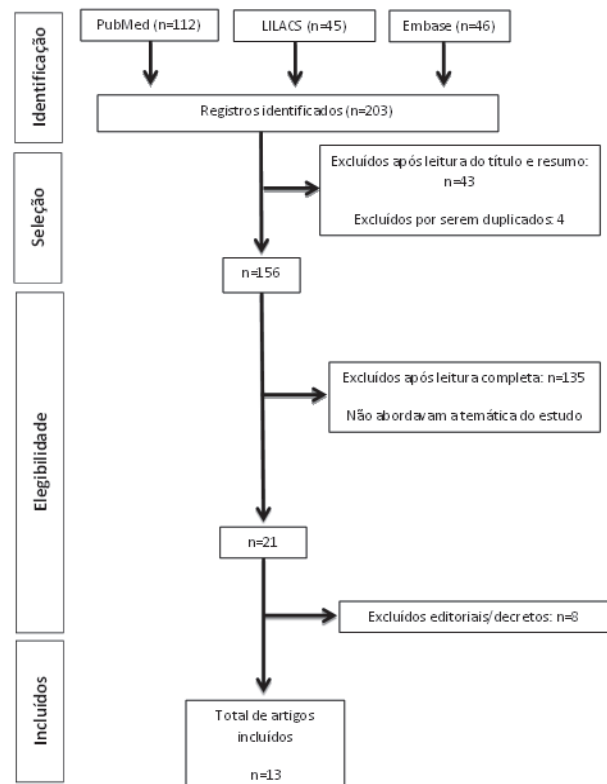 Identificação
PubMed (n=112)
LILACS (n=45)
Embase (n=46)
Registros identificados (n=203)
Seleção
Excluídos após leitura do título e resumo:
n=43
Excluídos por serem duplicados: 4
n=156
Elegibilidade
Excluídos após leitura completa: n=135
Não abordavam a temática do estudo
n=21
Excluídos editoriais/decretos: n=8
Incluídos
Total de artigos
incluídos
n=13